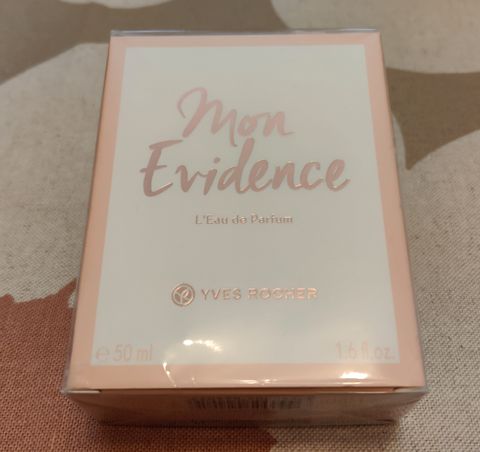 Mon
Evidence
L'Eau de Parfum
YVES ROCHER
e 50 ml 1.6 fl.oz.